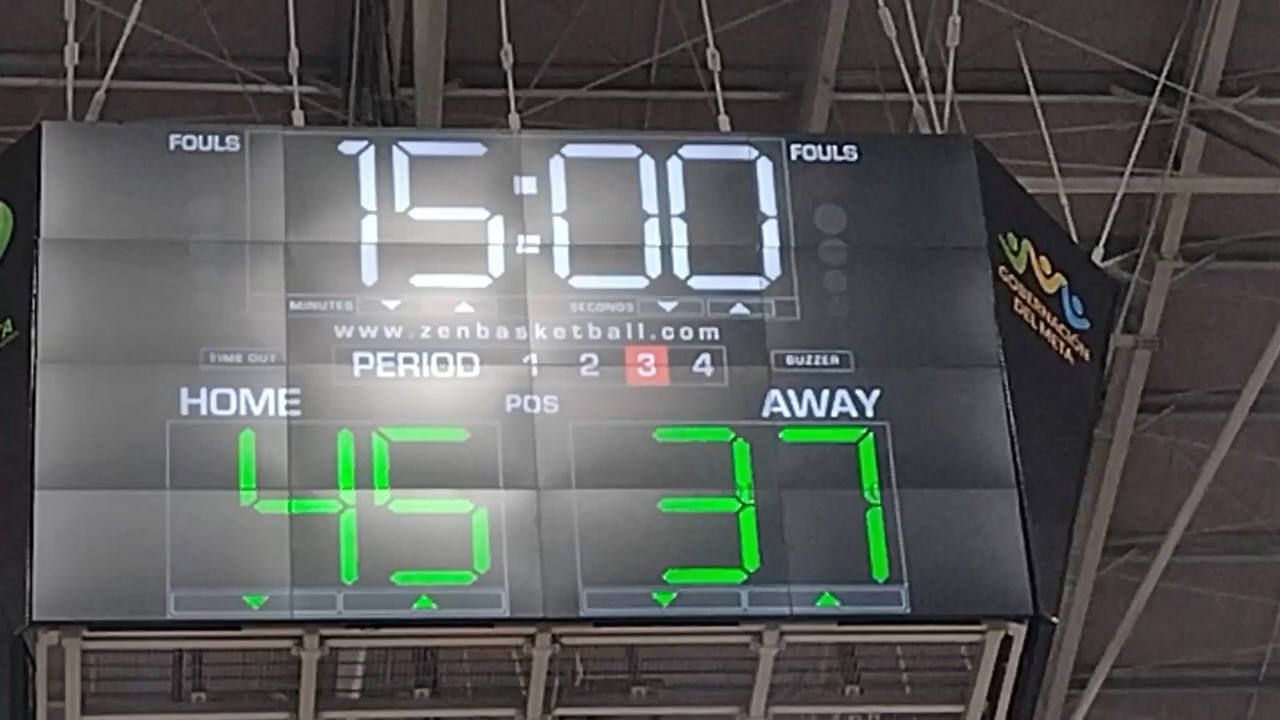 FOULS 15:00 FOULS
MINUTES SECONDS
www.zenbasketball.com
TIME OUT PERIOD 1 2 3 4 BUZZER
HOME POS AWAY
45 37
GOBERNACIÓN
DEL META